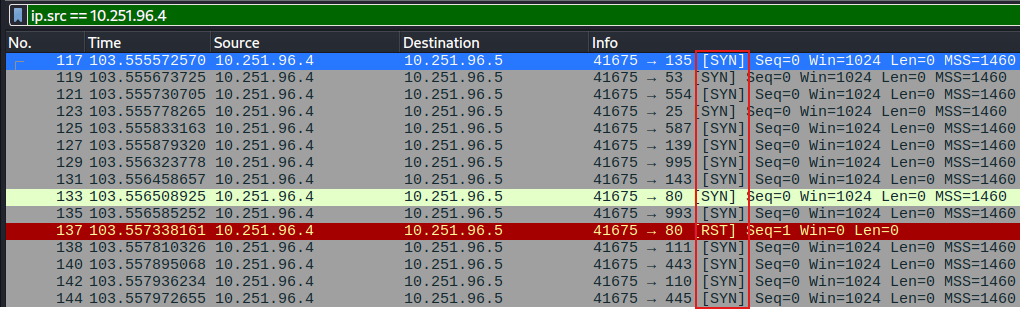 ip.src == 10.251.96.4
No. Time Source Destination Info
117 103.555572570 10.251.96.4 10.251.96.5 41675 → 135 [SYN] Seq=0 Win=1024 Len=0 MSS=1460
119 103.555673725 10.251.96.4 10.251.96.5 41675 → 53 [SYN] Seq=0 Win=1024 Len=0 MSS=1460
121 103.555730705 10.251.96.4 10.251.96.5 41675 → 554 [SYN] Seq=0 Win=1024 Len=0 MSS=1460
123 103.555778265 10.251.96.4 10.251.96.5 41675 → 25 [SYN] Seq=0 Win=1024 Len=0 MSS=1460
125 103.555833163 10.251.96.4 10.251.96.5 41675 → 587 [SYN] Seq=0 Win=1024 Len=0 MSS=1460
127 103.555879320 10.251.96.4 10.251.96.5 41675 → 139 [SYN] Seq=0 Win=1024 Len=0 MSS=1460
129 103.556323778 10.251.96.4 10.251.96.5 41675 → 995 [SYN] Seq=0 Win=1024 Len=0 MSS=1460
131 103.556458657 10.251.96.4 10.251.96.5 41675 → 143 [SYN] Seq=0 Win=1024 Len=0 MSS=1460
133 103.556508925 10.251.96.4 10.251.96.5 41675 → 80 [SYN] Seq=0 Win=1024 Len=0 MSS=1460
135 103.556585252 10.251.96.4 10.251.96.5 41675 → 993 [SYN] Seq=0 Win=1024 Len=0 MSS=1460
137 103.557338161 10.251.96.4 10.251.96.5 41675 → 80 [RST] Seq=1 Win=0 Len=0
138 103.557810326 10.251.96.4 10.251.96.5 41675 → 111 [SYN] Seq=0 Win=1024 Len=0 MSS=1460
140 103.557895068 10.251.96.4 10.251.96.5 41675 → 443 [SYN] Seq=0 Win=1024 Len=0 MSS=1460
142 103.557936234 10.251.96.4 10.251.96.5 41675 → 110 [SYN] Seq=0 Win=1024 Len=0 MSS=1460
144 103.557972655 10.251.96.4 10.251.96.5 41675 → 445 [SYN] Seq=0 Win=1024 Len=0 MSS=1460